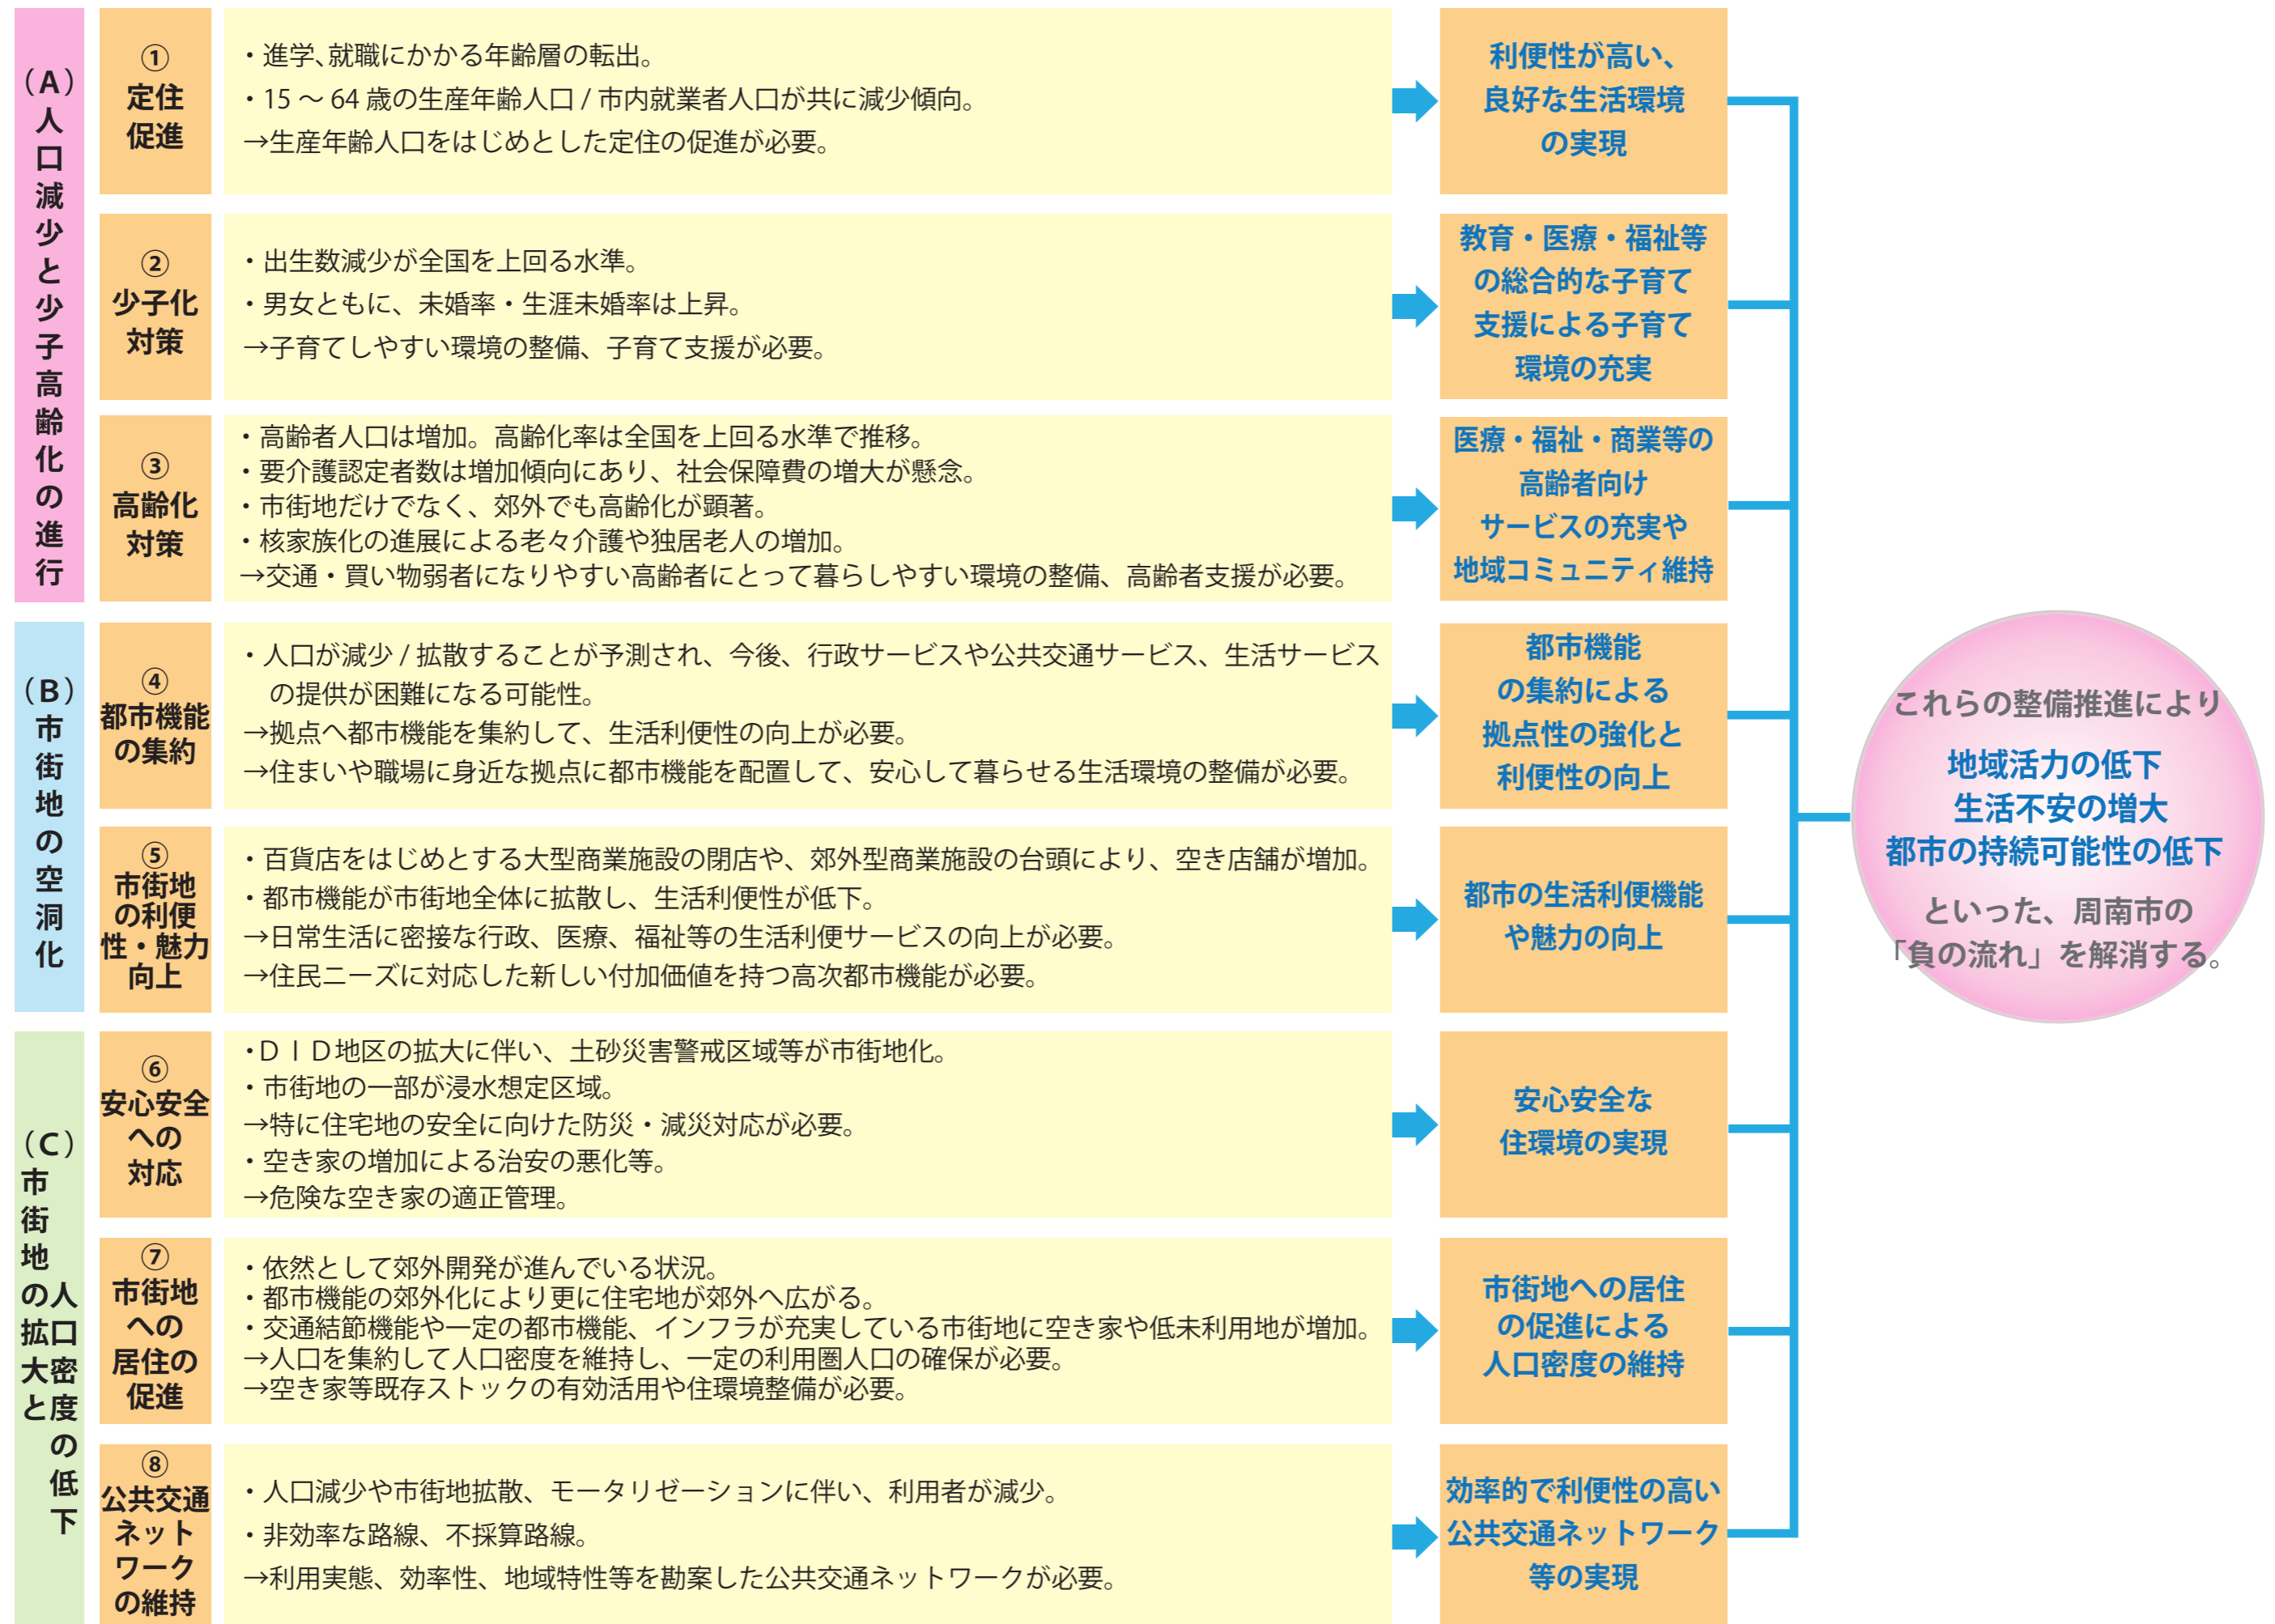 （A）人口減少と少子高齢化の進行
①
定住
促進
・進学、就職にかかる年齢層の転出。
・15 ～ 64 歳の生産年齢人口 / 市内就業者人口が共に減少傾向。
→生産年齢人口をはじめとした定住の促進が必要。
利便性が高い、
良好な生活環境
の実現
②
少子化
対策
・出生数減少が全国を上回る水準。
・男女ともに、未婚率・生涯未婚率は上昇。
→子育てしやすい環境の整備、子育て支援が必要。
教育・医療・福祉等
の総合的な子育て
支援による子育て
環境の充実
③
高齢化
対策
・高齢者人口は増加。高齢化率は全国を上回る水準で推移。
・要介護認定者数は増加傾向にあり、社会保障費の増大が懸念。
・市街地だけでなく、郊外でも高齢化が顕著。
・核家族化の進展による老々介護や独居老人の増加。
→交通・買い物弱者になりやすい高齢者にとって暮らしやすい環境の整備、高齢者支援が必要。
医療・福祉・商業等の
高齢者向け
サービスの充実や
地域コミュニティ維持
（B）市街地の空洞化
④
都市機能
の集約
・人口が減少 / 拡散することが予測され、今後、行政サービスや公共交通サービス、生活サービス
の提供が困難になる可能性。
→拠点へ都市機能を集約して、生活利便性の向上が必要。
→住まいや職場に身近な拠点に都市機能を配置して、安心して暮らせる生活環境の整備が必要。
都市機能
の集約による
拠点性の強化と
利便性の向上
⑤
市街地
の利便
性・魅力
向上
・百貨店をはじめとする大型商業施設の閉店や、郊外型商業施設の台頭により、空き店舗が増加。
・都市機能が市街地全体に拡散し、生活利便性が低下。
→日常生活に密接な行政、医療、福祉等の生活利便サービスの向上が必要。
→住民ニーズに対応した新しい付加価値を持つ高次都市機能が必要。
都市の生活利便機能
や魅力の向上
（C）市街地の拡大と
人口密度の低下
⑥
安心安全
への
対応
・ＤＩＤ地区の拡大に伴い、土砂災害警戒区域等が市街地化。
・市街地の一部が浸水想定区域。
→特に住宅地の安全に向けた防災・減災対応が必要。
・空き家の増加による治安の悪化等。
→危険な空き家の適正管理。
安心安全な
住環境の実現
⑦
市街地
への
居住の
促進
・依然として郊外開発が進んでいる状況。
・都市機能の郊外化により更に住宅地が郊外へ広がる。
・交通結節機能や一定の都市機能、インフラが充実している市街地に空き家や低未利用地が増加。
→人口を集約して人口密度を維持し、一定の利用圏人口の確保が必要。
→空き家等既存ストックの有効活用や住環境整備が必要。
市街地への居住
の促進による
人口密度の維持
⑧
公共交通
ネット
ワーク
の維持
・人口減少や市街地拡散、モータリゼーションに伴い、利用者が減少。
・非効率な路線、不採算路線。
→利用実態、効率性、地域特性等を勘案した公共交通ネットワークが必要。
効率的で利便性の高い
公共交通ネットワーク
等の実現
これらの整備推進により
地域活力の低下
生活不安の増大
都市の持続可能性の低下
といった、周南市の
「負の流れ」を解消する。